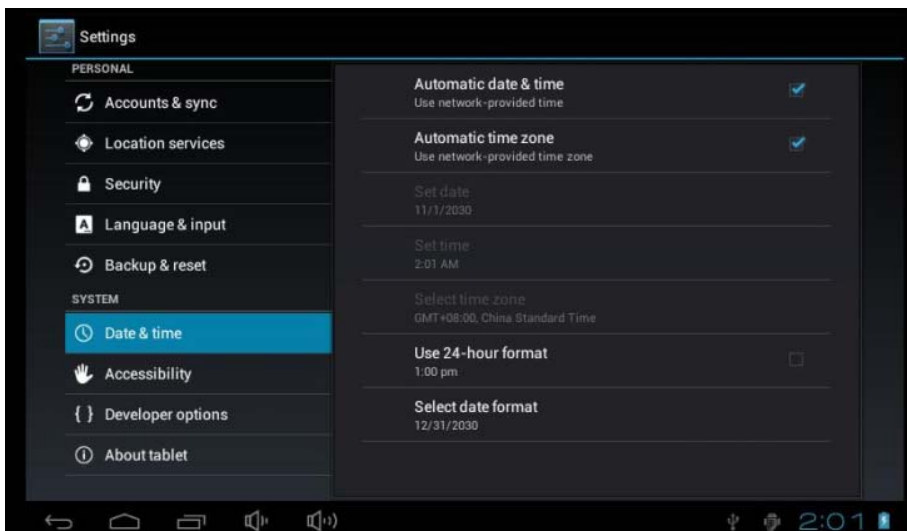 Settings
PERSONAL
Accounts & sync
Location services
Security
Language & input
Backup & reset
SYSTEM
Date & time
Accessibility
{ } Developer options
About tablet
Automatic date & time
Use network-provided time
Automatic time zone
Use network-provided time zone
Set date
11/1/2030
Set time
2:01 AM
Select time zone
GMT+08:00, China Standard Time
Use 24-hour format
1:00 pm
Select date format
12/31/2030
2:01